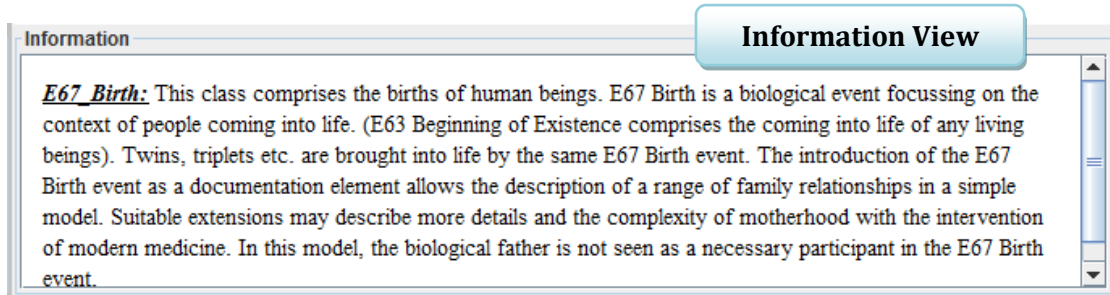 Information
Information View
E67_Birth: This class comprises the births of human beings. E67 Birth is a biological event focussing on the
context of people coming into life. (E63 Beginning of Existence comprises the coming into life of any living
beings). Twins, triplets etc. are brought into life by the same E67 Birth event. The introduction of the E67
Birth event as a documentation element allows the description of a range of family relationships in a simple
model. Suitable extensions may describe more details and the complexity of motherhood with the intervention
of modern medicine. In this model, the biological father is not seen as a necessary participant in the E67 Birth
event.